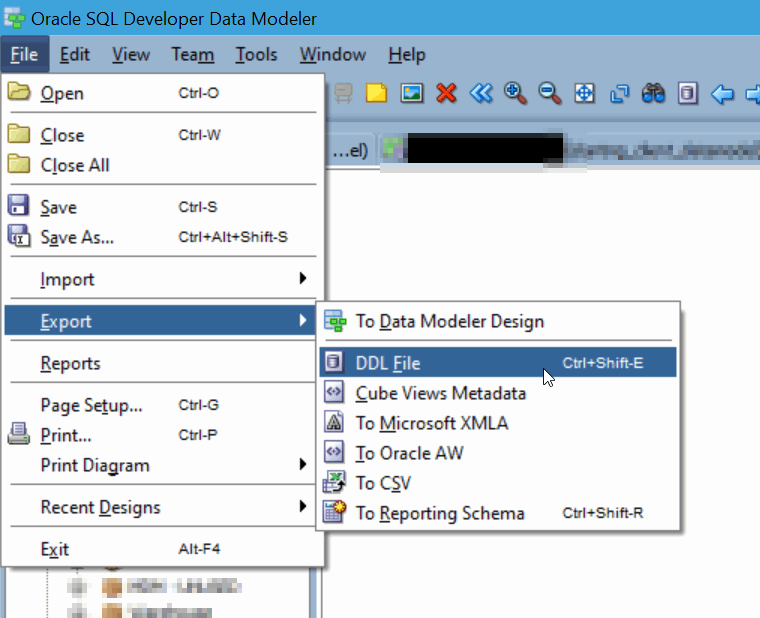 Oracle SQL Developer Data Modeler
File Edit View Team Tools Window Help
Open Ctrl-O
...el)
Close Ctrl-W
Close All
Save Ctrl-S
Save As... Ctrl+Alt+Shift-S
Import
Export
To Data Modeler Design
Reports
DDL File Ctrl+Shift-E
Cube Views Metadata
Page Setup... Ctrl-G
To Microsoft XMLA
Print... Ctrl-P
To Oracle AW
Print Diagram
To CSV
Recent Designs
To Reporting Schema Ctrl+Shift-R
Exit Alt-F4